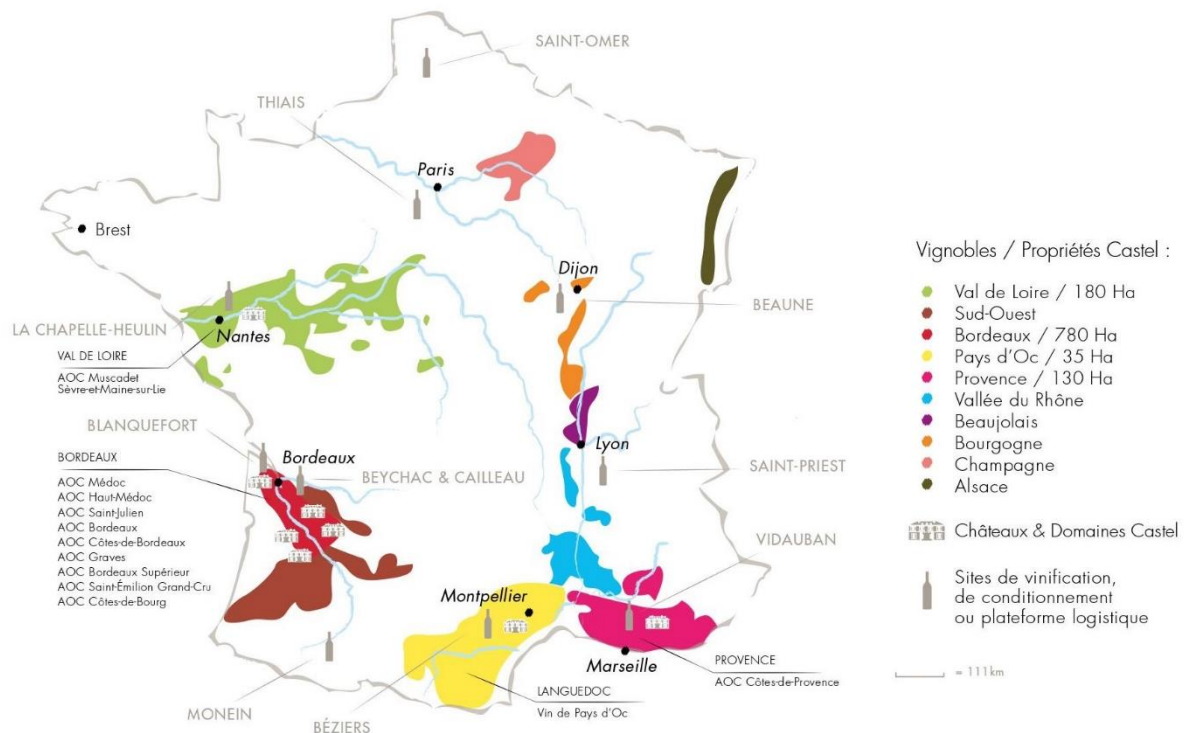 SAINT-OMER
THIAIS
Paris
Brest
Dijon
BEAUNE
LA CHAPELLE-HEULIN
Nantes
VAL DE LOIRE
AOC Muscadet
Sèvre-et-Maine-sur-Lie
BLANQUEFORT
Bordeaux
BEYCHAC & CAILLEAU
Lyon
SAINT-PRIEST
BORDEAUX
AOC Médoc
AOC Haut-Médoc
AOC Saint-Julien
AOC Bordeaux
AOC Côtes-de-Bordeaux
AOC Graves
AOC Bordeaux Supérieur
AOC Saint-Émilion Grand-Cru
AOC Côtes-de-Bourg
VIDAUBAN
Montpellier
Marseille
PROVENCE
AOC Côtes-de-Provence
LANGUEDOC
Vin de Pays d'Oc
MONEIN
BÉZIERS
Vignobles / Propriétés Castel :
Val de Loire / 180 Ha
Sud-Ouest
Bordeaux / 780 Ha
Pays d'Oc / 35 Ha
Provence / 130 Ha
Vallée du Rhône
Beaujolais
Bourgogne
Champagne
Alsace
Châteaux & Domaines Castel
Sites de vinification,
de conditionnement
ou plateforme logistique
= 111km